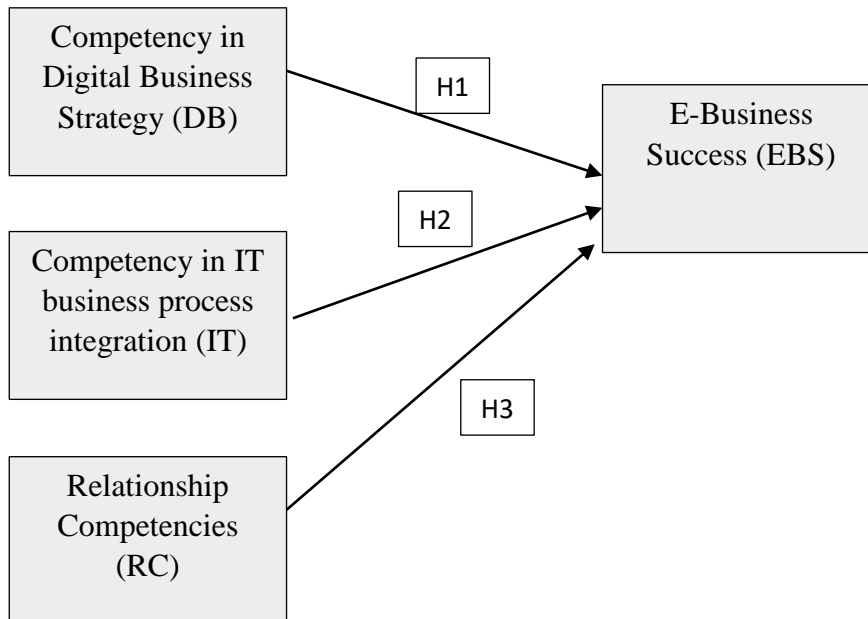 Competency in
Digital Business
Strategy (DB)
H1
E-Business
Success (EBS)
Competency in IT
business process
integration (IT)
H2
H3
Relationship
Competencies
(RC)